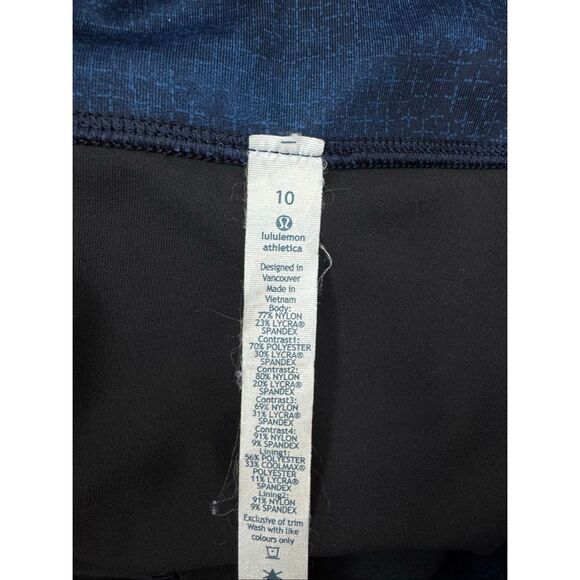 10
lululemon
athletica
Designed in
Vancouver
Made in
Vietnam
Body:
77% NYLON
23% LYCRA®
SPANDEX
Contrast1:
70% POLYESTER
30% LYCRA®
SPANDEX
Contrast2:
80% NYLON
20% LYCRA®
SPANDEX
Contrast3:
69% NYLON
31% LYCRA®
SPANDEX
Contrast4:
91% NYLON
9% SPANDEX
Lining1:
56% POLYESTER
33% COOLMAX®
POLYESTER
11% LYCRA®
SPANDEX
Lining2:
91% NYLON
9% SPANDEX
Exclusive of trim
Wash with like
colours only